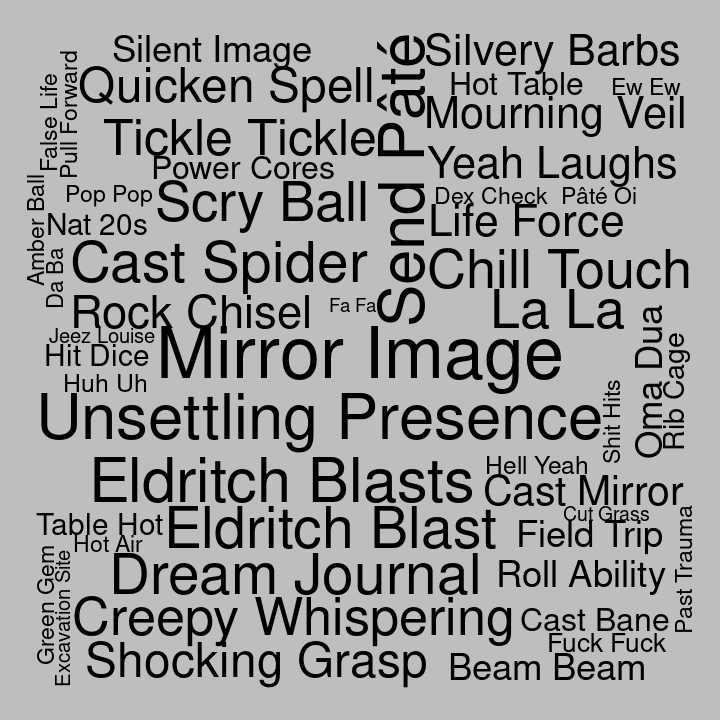 Silent Image
Silvery Barbs
Quicken Spell
Send Pâté
Hot Table
Ew Ew
False Life
Pull Forward
Mourning Veil
Tickle Tickle
Power Cores
Yeah Laughs
Amber Ball
Pop Pop
Scry Ball
Dex Check
Pâté Oi
Nat 20s
Life Force
Da Ba
Cast Spider
Chill Touch
Rock Chisel
Fa Fa
La La
Jeez Louise
Mirror Image
Oma Dua
Rib Cage
Hit Dice
Huh Uh
Unsettling Presence
Shit Hits
Eldritch Blasts
Hell Yeah
Cast Mirror
Table Hot
Eldritch Blast
Cut Grass
Field Trip
Hot Air
Past Trauma
Green Gem
Excavation Site
Dream Journal
Roll Ability
Creepy Whispering
Cast Bane
Fuck Fuck
Shocking Grasp
Beam Beam